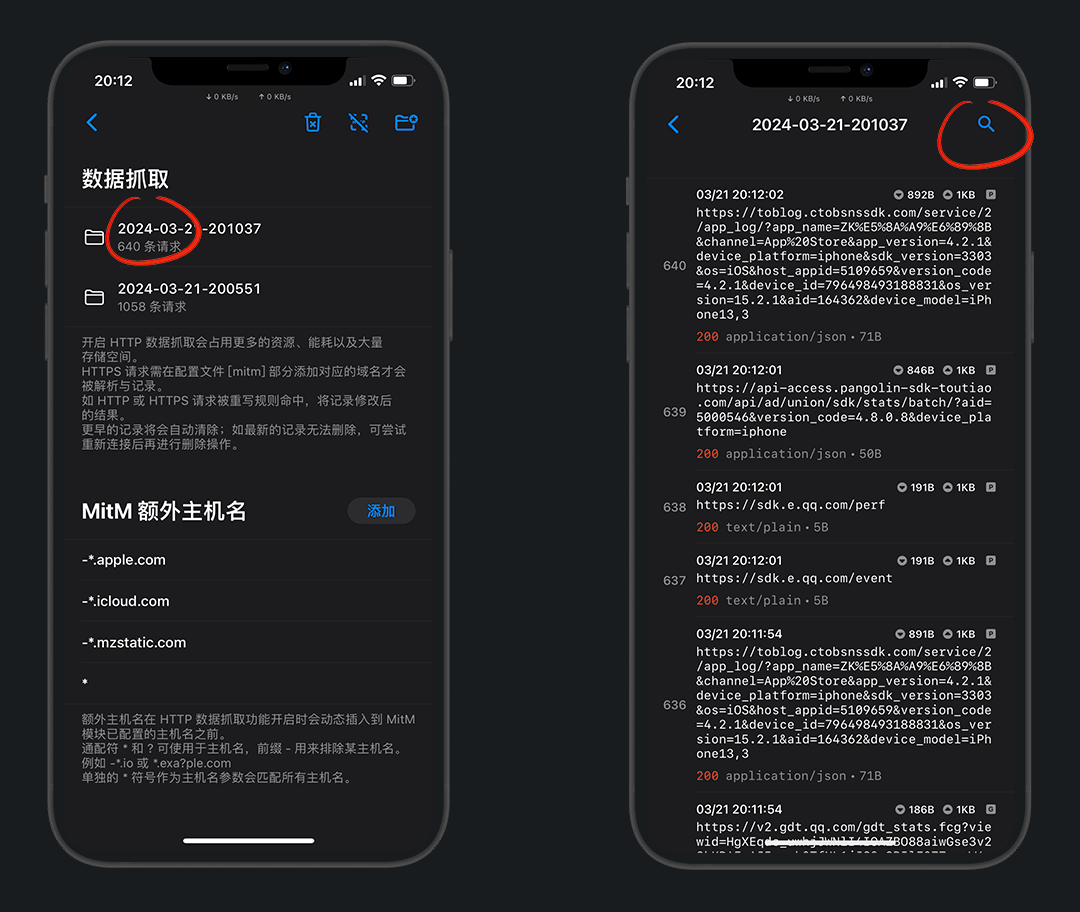 20:12
↓ 0 KB/s ↑ 0 KB/s
数据抓取
2024-03-2 -201037
640 条请求
2024-03-21-200551
1058 条请求
开启 HTTP 数据抓取会占用更多的资源、能耗以及大量
存储空间。
HTTPS 请求需在配置文件 [mitm] 部分添加对应的域名才会
被解析与记录。
如 HTTP 或 HTTPS 请求被重写规则命中，将记录修改后
的结果。
更早的记录将会自动清除；如最新的记录无法删除，可尝试
重新连接后再进行删除操作。
MitM 额外主机名
添加
-*.apple.com
-*.icloud.com
-*.mzstatic.com
*
额外主机名在 HTTP 数据抓取功能开启时会动态插入到 MitM
模块已配置的主机名之前。
通配符 * 和 ? 可使用于主机名，前缀 - 用来排除某主机名。
例如 -*.io 或 *.exa?ple.com
单独的 * 符号作为主机名参数会匹配所有主机名。
20:12
↓ 0 KB/s ↑ 0 KB/s
2024-03-21-201037
640
03/21 20:12:02 892B 1KB P
https://toblog.ctobsnssdk.com/service/2
/app_log/?app_name=ZK%E5%8A%A9%E6%89%8B
&channel=App%20Store&app_version=4.2.1&
device_platform=iphone&sdk_version=3303
&os=iOS&host_appid=5109659&version_code
=4.2.1&device_id=796498493188831&os_ver
sion=15.2.1&aid=164362&device_model=iPh
one13,3
200 application/json • 71B
639
03/21 20:12:01 846B 1KB P
https://api-access.pangolin-sdk-toutiao
.com/api/ad/union/sdk/stats/batch/?aid=
5000546&version_code=4.8.0.8&device_pla
tform=iphone
200 application/json • 50B
638
03/21 20:12:01 191B 1KB P
https://sdk.e.qq.com/perf
200 text/plain • 5B
637
03/21 20:12:01 191B 1KB P
https://sdk.e.qq.com/event
200 text/plain • 5B
636
03/21 20:11:54 891B 1KB P
https://toblog.ctobsnssdk.com/service/2
/app_log/?app_name=ZK%E5%8A%A9%E6%89%8B
&channel=App%20Store&app_version=4.2.1&
device_platform=iphone&sdk_version=3303
&os=iOS&host_appid=5109659&version_code
=4.2.1&device_id=796498493188831&os_ver
sion=15.2.1&aid=164362&device_model=iPh
one13,3
200 application/json • 71B
03/21 20:11:54 186B 1KB G
https://v2.gdt.qq.com/gdt_stats.fcg?vie